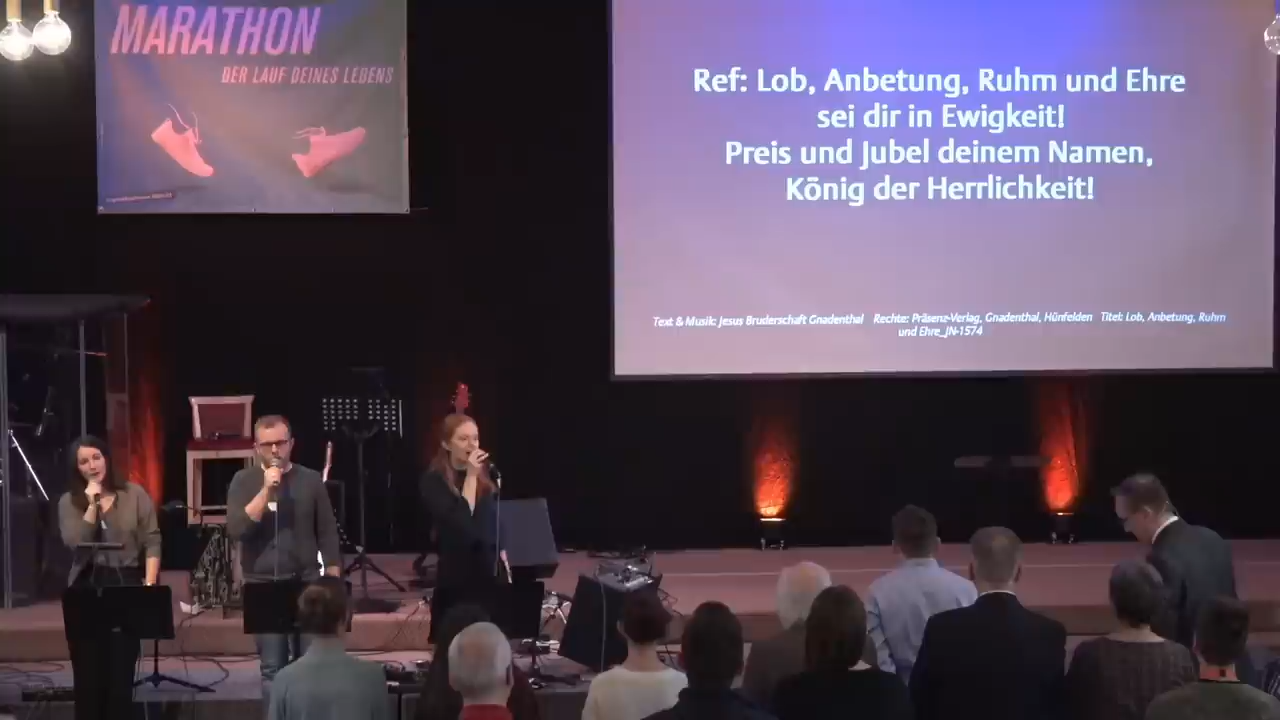 MARATHON
DER LAUF DEINES LEBENS
Ref: Lob, Anbetung, Ruhm und Ehre
sei dir in Ewigkeit!
Preis und Jubel deinem Namen,
König der Herrlichkeit!
Text & Musik: Jesus Bruderschaft Gnadenthal Rechte: Präsenz-Verlag, Gnadenthal, Hünfelden Titel: Lob, Anbetung, Ruhm
und Ehre_JN-1574